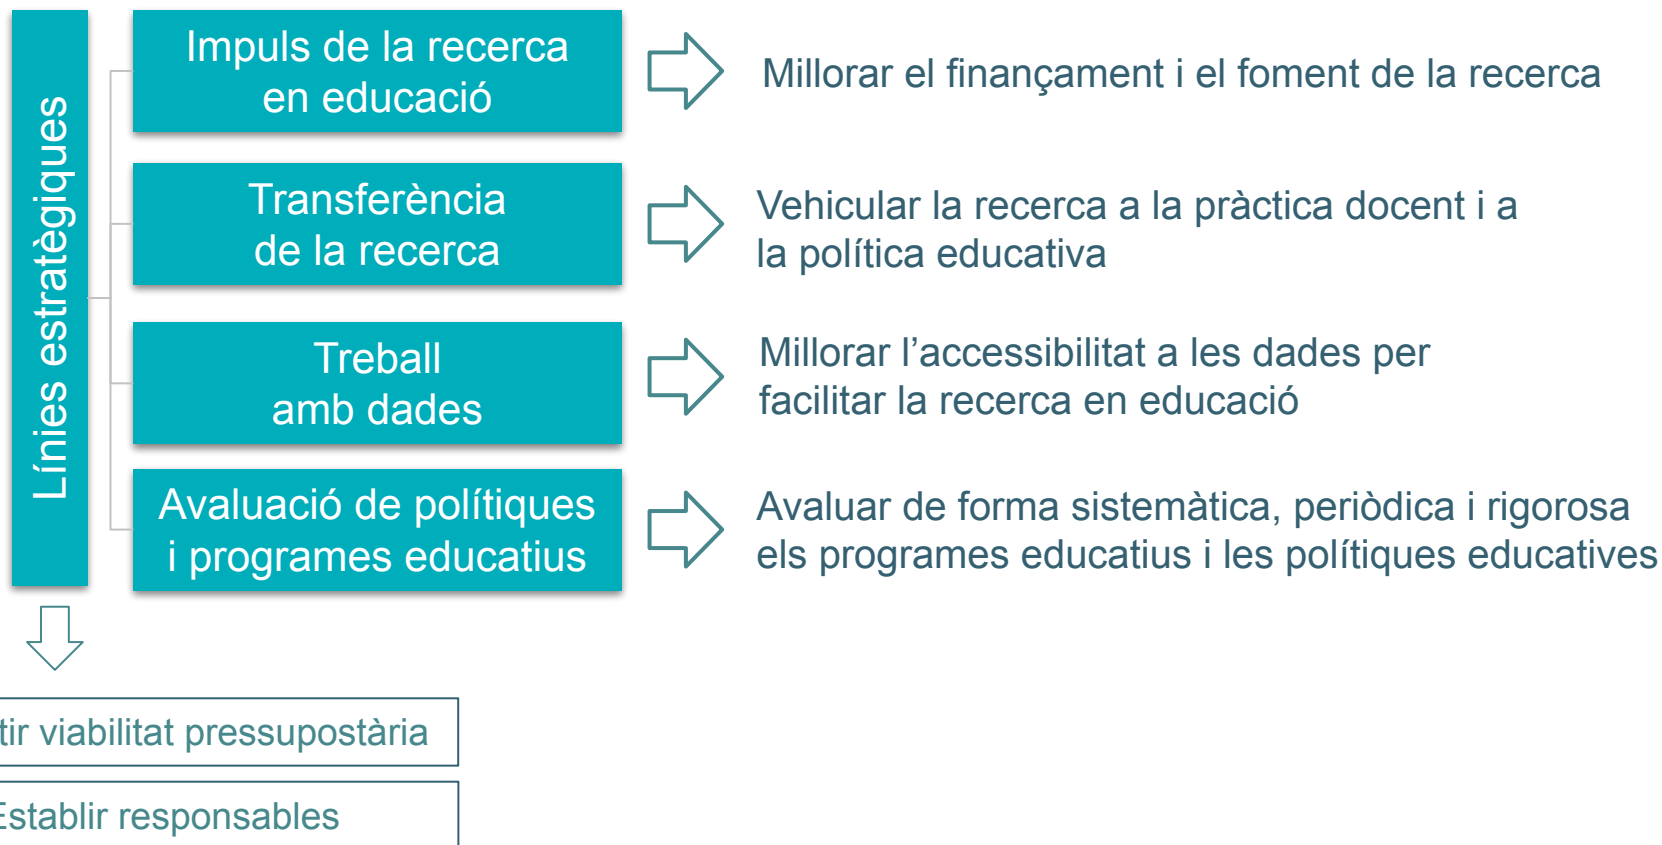 Línies estratègiques
Impuls de la recerca
en educació
Millorar el finançament i el foment de la recerca
Transferència
de la recerca
Vehicular la recerca a la pràctica docent i a
la política educativa
Treball
amb dades
Millorar l’accessibilitat a les dades per
facilitar la recerca en educació
Avaluació de polítiques
i programes educatius
Avaluar de forma sistemàtica, periòdica i rigorosa
els programes educatius i les polítiques educatives
viabilitat pressupostària
Establir responsables